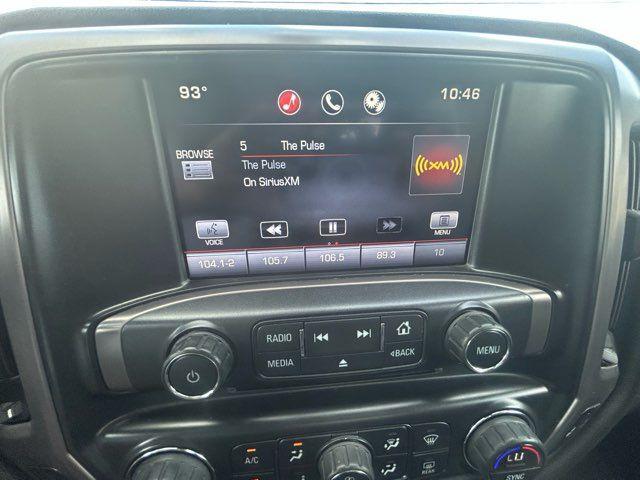 93° 10:46
BROWSE 5 The Pulse
The Pulse
On SiriusXM
((((XM))))
VOICE MENU
104.1-2 105.7 106.5 89.3 10
RADIO
MEDIA BACK
MENU
A/C REAR
SYNC